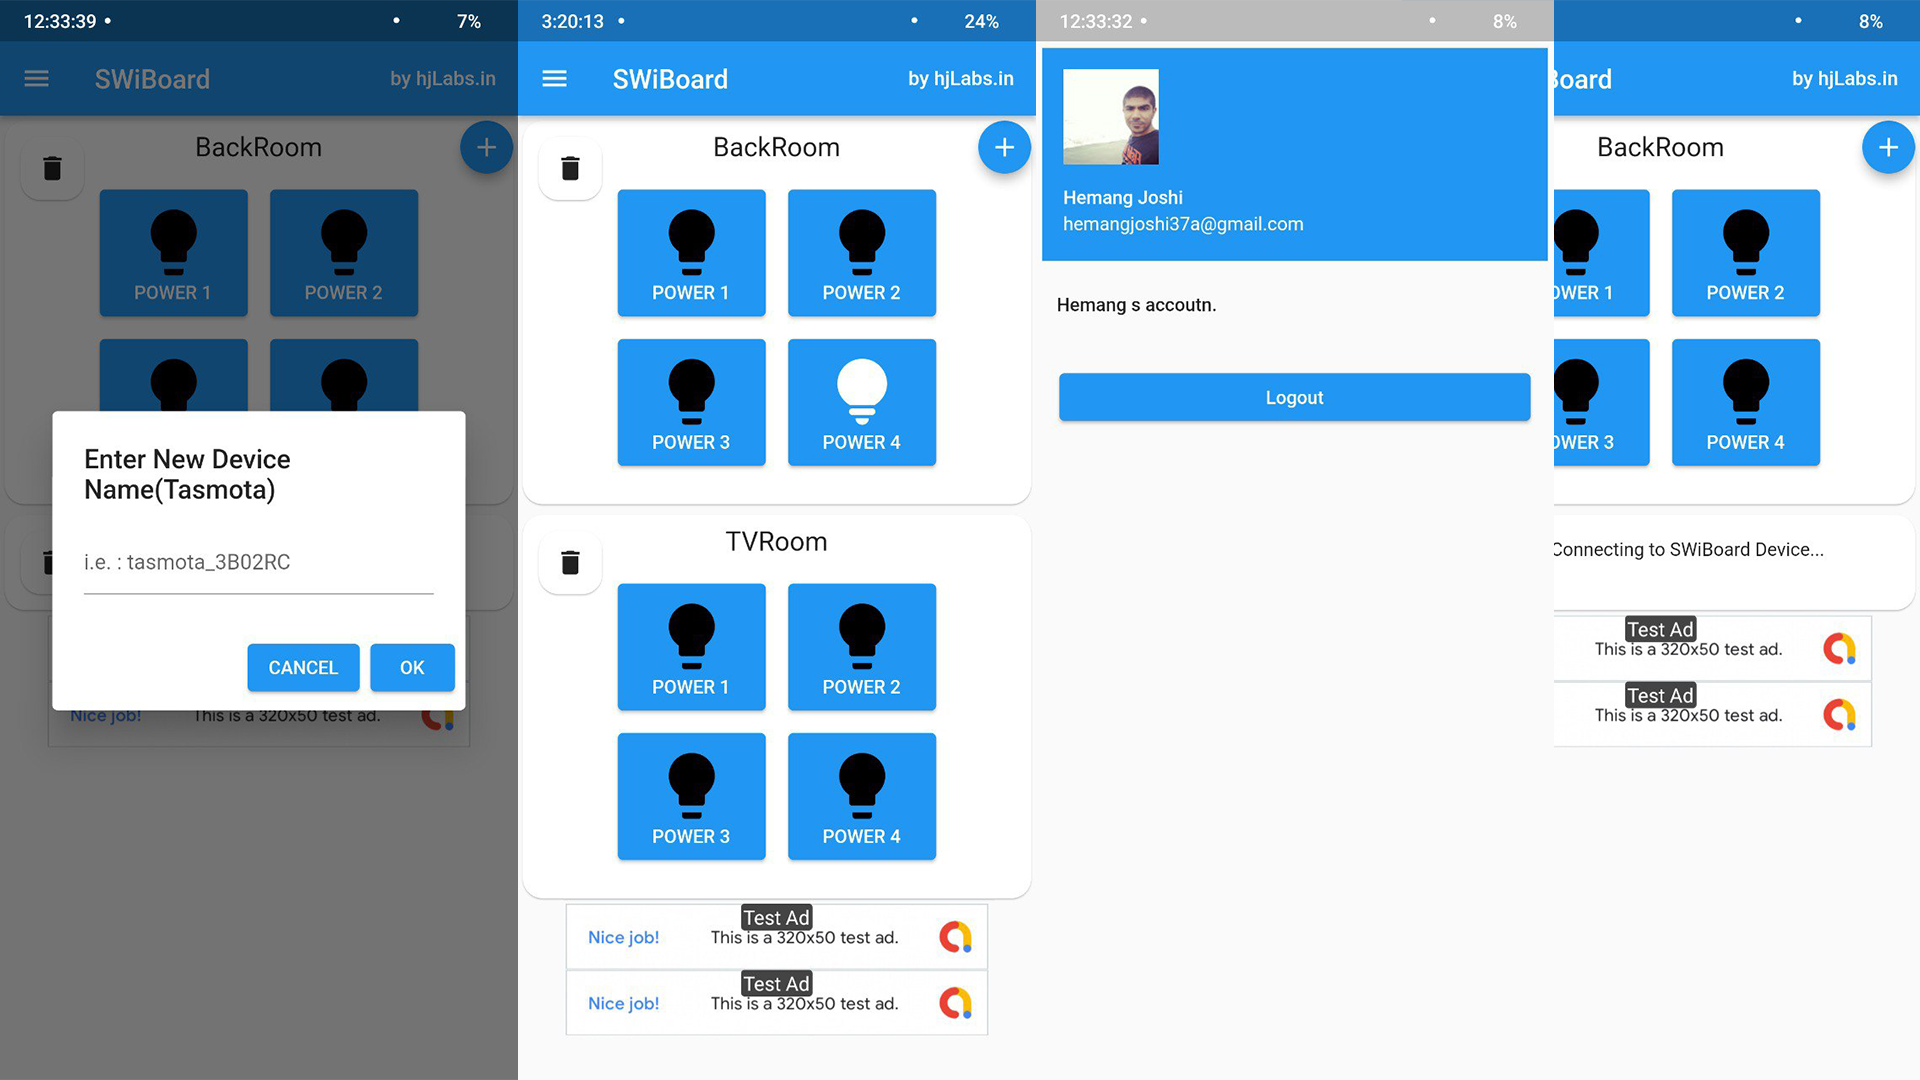 12:33:39
7%
SWiBoard
by hjLabs.in
BackRoom
POWER 1
POWER 2
Enter New Device
Name(Tasmota)
i.e. : tasmota_3B02RC
CANCEL
OK
Nice job!
This is a 320x50 test ad.
3:20:13
24%
SWiBoard
by hjLabs.in
BackRoom
POWER 1
POWER 2
POWER 3
POWER 4
TVRoom
POWER 1
POWER 2
POWER 3
POWER 4
Test Ad
Nice job!
This is a 320x50 test ad.
Test Ad
Nice job!
This is a 320x50 test ad.
12:33:32
8%
Hemang Joshi
hemangjoshi37a@gmail.com
Hemang s accoutn.
Logout
8%
Board
by hjLabs.in
BackRoom
OWER 1
POWER 2
OWER 3
POWER 4
Connecting to SWiBoard Device...
Test Ad
This is a 320x50 test ad.
Test Ad
This is a 320x50 test ad.